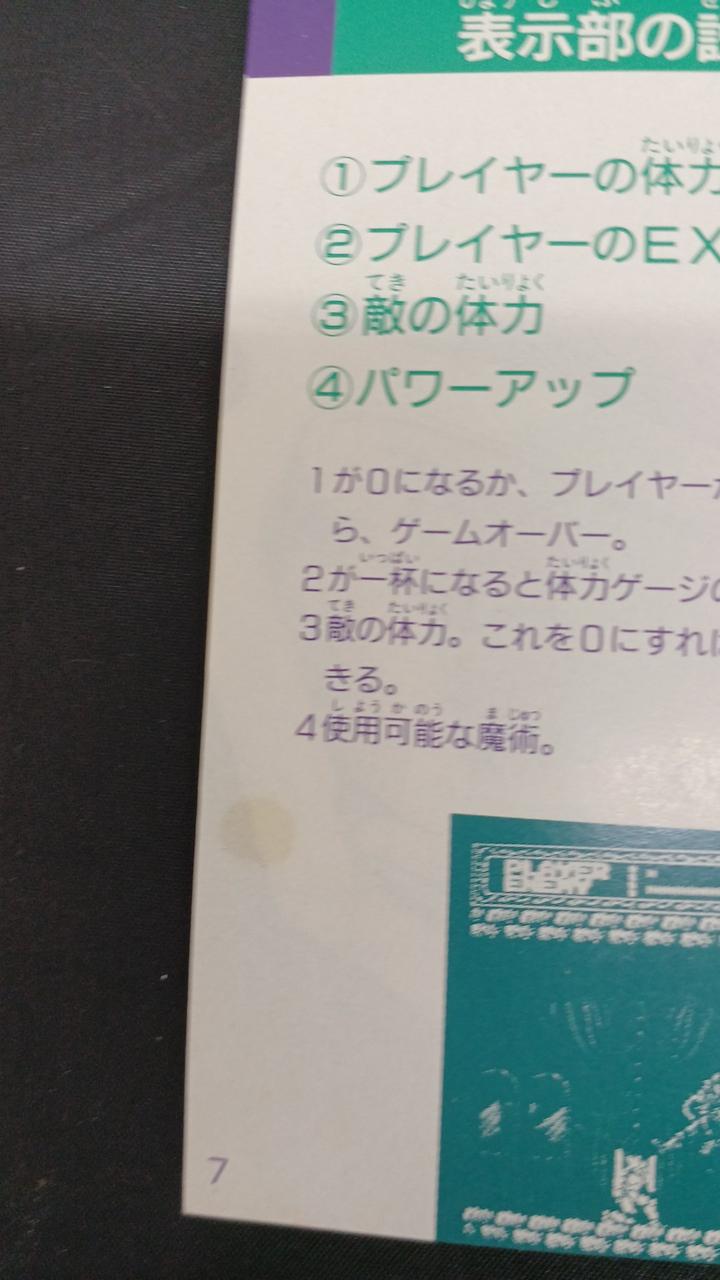 表示部の説
①プレイヤーの体力
②プレイヤーのEX
③敵の体力
④パワーアップ
1が0になるか、プレイヤーが
ら、ゲームオーバー。
2が一杯になると体力ゲージの
3敵の体力。これを0にすれば
きる。
4使用可能な魔術。
PLAYER
ENEMY
7